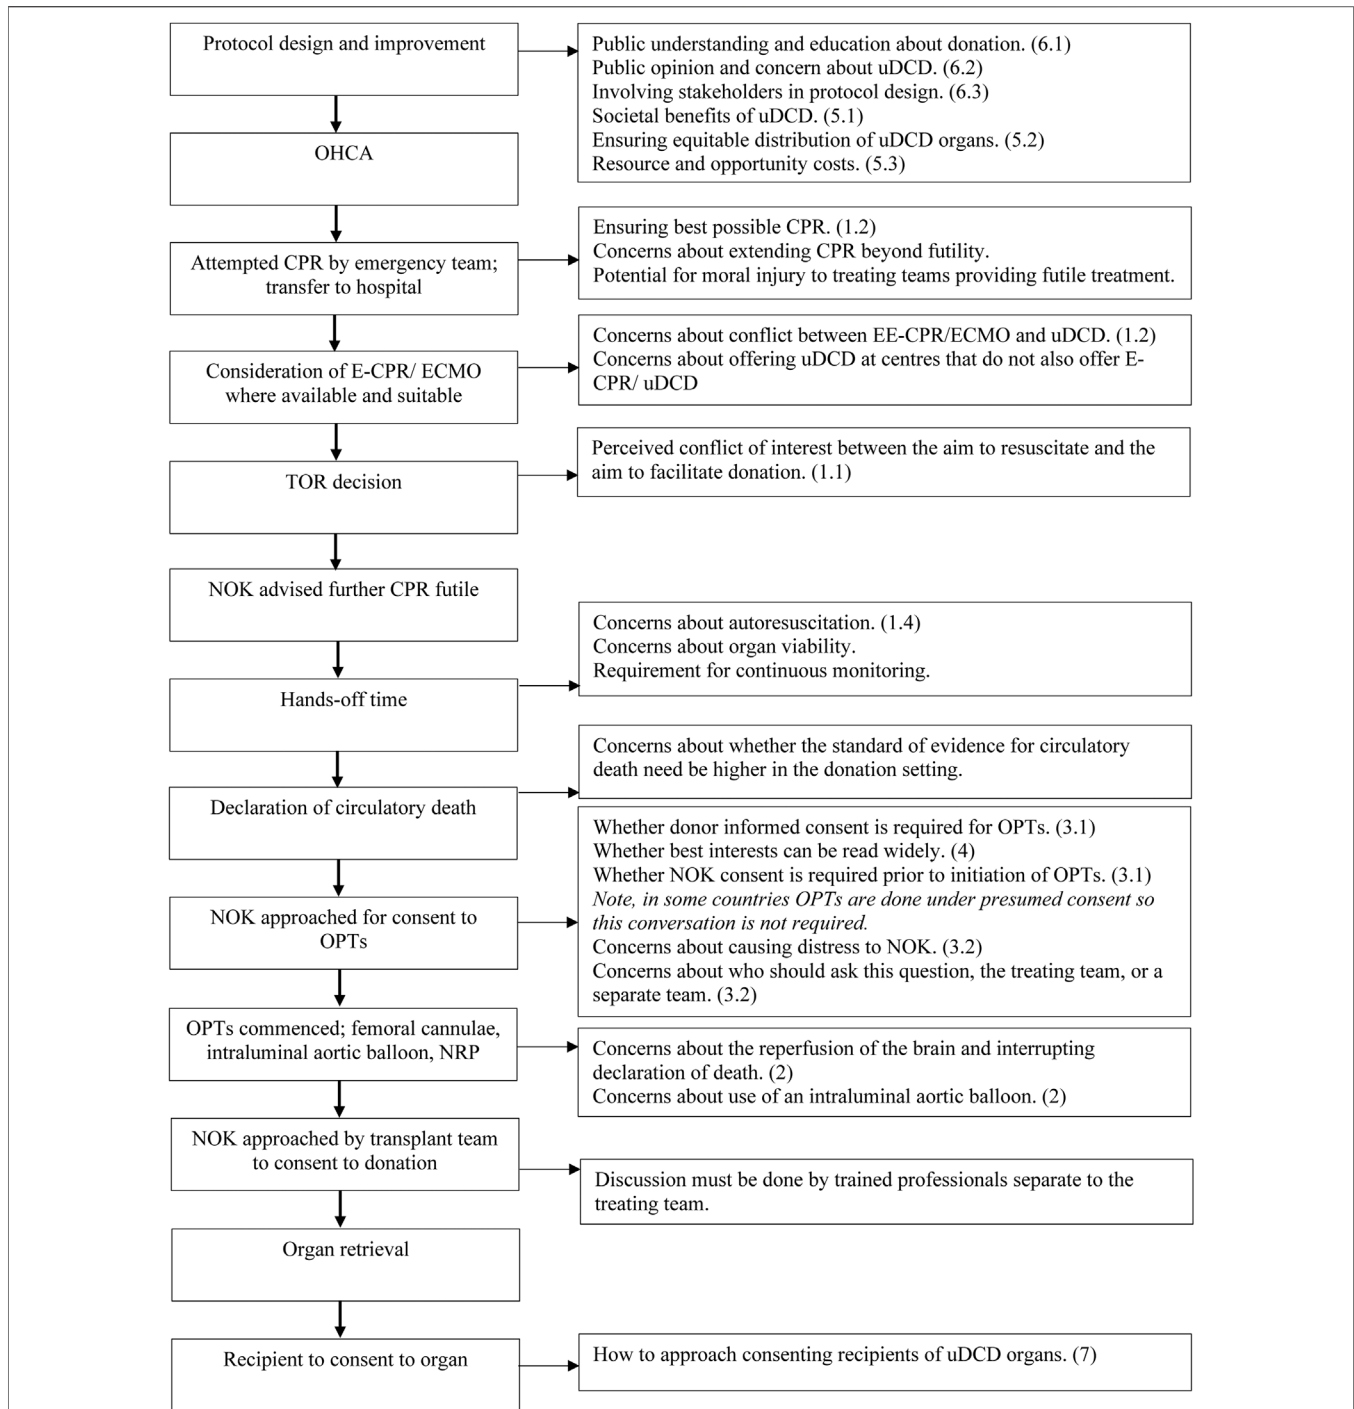 Protocol design and improvement
Public understanding and education about donation. (6.1)
Public opinion and concern about uDCD. (6.2)
Involving stakeholders in protocol design. (6.3)
Societal benefits of uDCD. (5.1)
Ensuring equitable distribution of uDCD organs. (5.2)
Resource and opportunity costs. (5.3)
OHCA
Attempted CPR by emergency team;
transfer to hospital
Ensuring best possible CPR. (1.2)
Concerns about extending CPR beyond futility.
Potential for moral injury to treating teams providing futile treatment.
Consideration of E-CPR/ ECMO
where available and suitable
Concerns about conflict between EE-CPR/ECMO and uDCD. (1.2)
Concerns about offering uDCD at centres that do not also offer E-
CPR/ uDCD
TOR decision
Perceived conflict of interest between the aim to resuscitate and the
aim to facilitate donation. (1.1)
NOK advised further CPR futile
Hands-off time
Concerns about autoresuscitation. (1.4)
Concerns about organ viability.
Requirement for continuous monitoring.
Declaration of circulatory death
Concerns about whether the standard of evidence for circulatory
death need be higher in the donation setting.
NOK approached for consent to
OPTs
Whether donor informed consent is required for OPTs. (3.1)
Whether best interests can be read widely. (4)
Whether NOK consent is required prior to initiation of OPTs. (3.1)
Note, in some countries OPTs are done under presumed consent so
this conversation is not required.
Concerns about causing distress to NOK. (3.2)
Concerns about who should ask this question, the treating team, or a
separate team. (3.2)
OPTs commenced; femoral cannulae,
intraluminal aortic balloon, NRP
Concerns about the reperfusion of the brain and interrupting
declaration of death. (2)
Concerns about use of an intraluminal aortic balloon. (2)
NOK approached by transplant team
to consent to donation
Discussion must be done by trained professionals separate to the
treating team.
Organ retrieval
Recipient to consent to organ
How to approach consenting recipients of uDCD organs. (7)